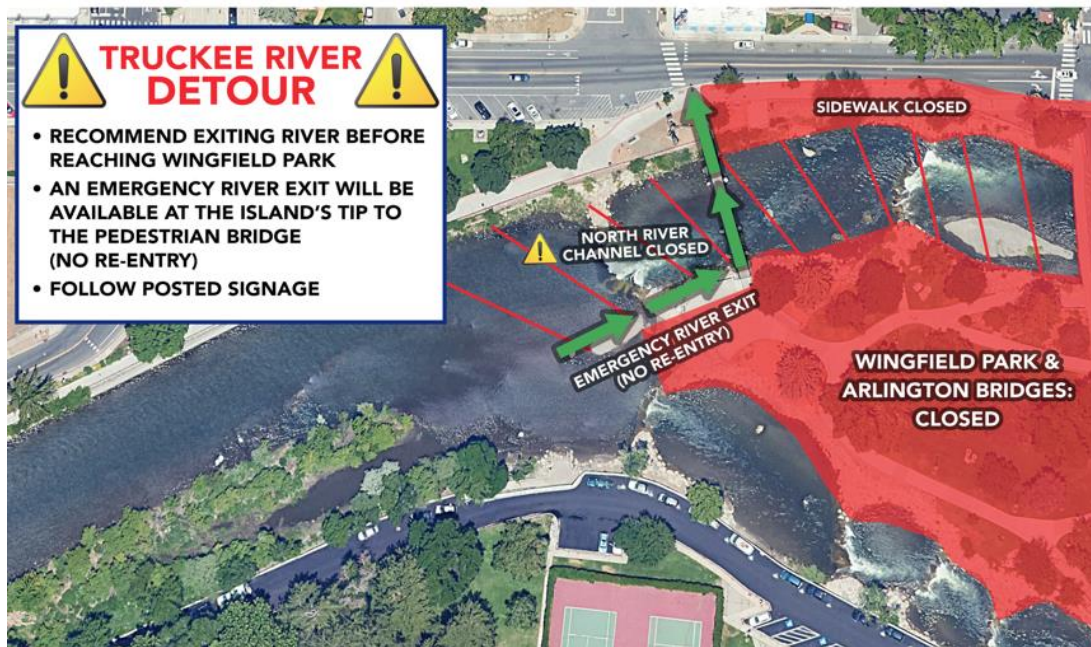 TRUCKEE RIVER
DETOUR
• RECOMMEND EXITING RIVER BEFORE
REACHING WINGFIELD PARK
• AN EMERGENCY RIVER EXIT WILL BE
AVAILABLE AT THE ISLAND'S TIP TO
THE PEDESTRIAN BRIDGE
(NO RE-ENTRY)
• FOLLOW POSTED SIGNAGE
SIDEWALK CLOSED
NORTH RIVER
CHANNEL CLOSED
EMERGENCY RIVER EXIT
(NO RE-ENTRY)
WINGFIELD PARK &
ARLINGTON BRIDGES:
CLOSED